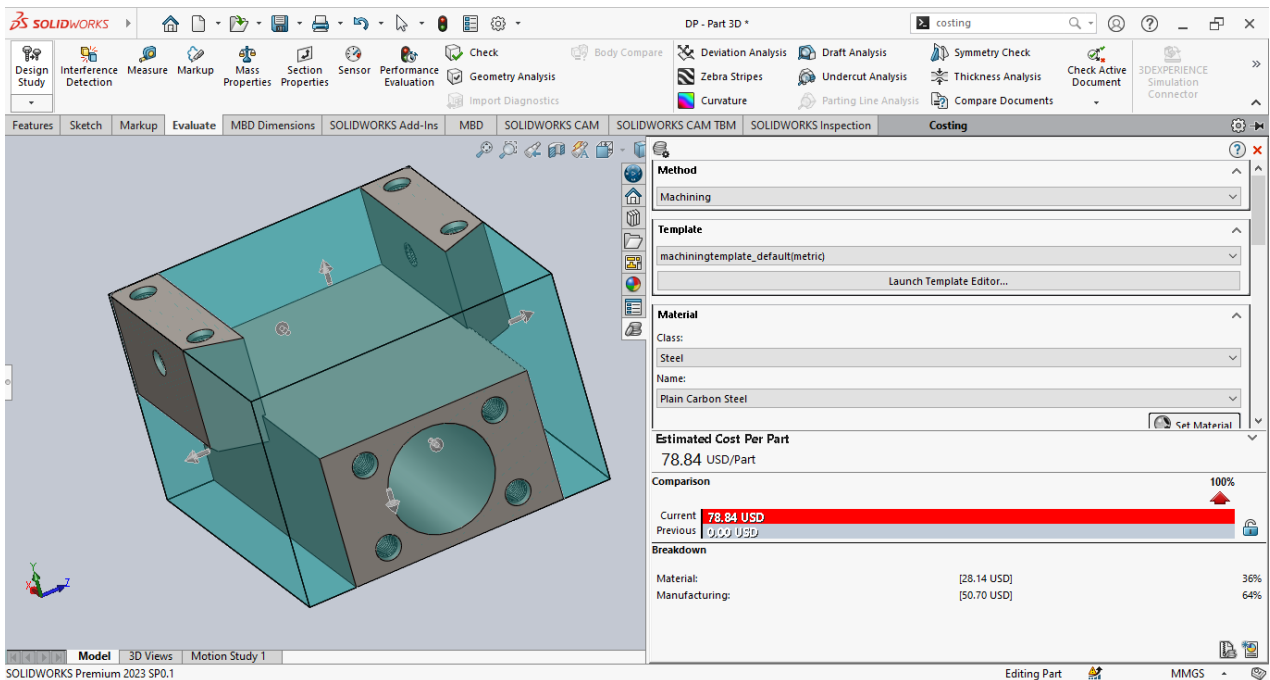 SOLIDWORKS
DP - Part 3D *
costing
Design Study
Interference Detection
Measure
Markup
Mass Properties
Section Properties
Sensor
Performance Evaluation
Check
Geometry Analysis
Import Diagnostics
Body Compare
Deviation Analysis
Zebra Stripes
Curvature
Draft Analysis
Undercut Analysis
Parting Line Analysis
Symmetry Check
Thickness Analysis
Compare Documents
Check Active Document
3DEXPERIENCE Simulation Connector
Features Sketch Markup Evaluate MBD Dimensions SOLIDWORKS Add-Ins MBD SOLIDWORKS CAM SOLIDWORKS CAM TBM SOLIDWORKS Inspection
Costing
Method
Machining
Template
machiningtemplate_default(metric)
Launch Template Editor...
Material
Class:
Steel
Name:
Plain Carbon Steel
Set Material
Estimated Cost Per Part
78.84 USD/Part
Comparison
100%
Current 78.84 USD
Previous 0.00 USD
Breakdown
Material: [28.14 USD] 36%
Manufacturing: [50.70 USD] 64%
Y
X
Z
Model 3D Views Motion Study 1
SOLIDWORKS Premium 2023 SP0.1
Editing Part
MMGS